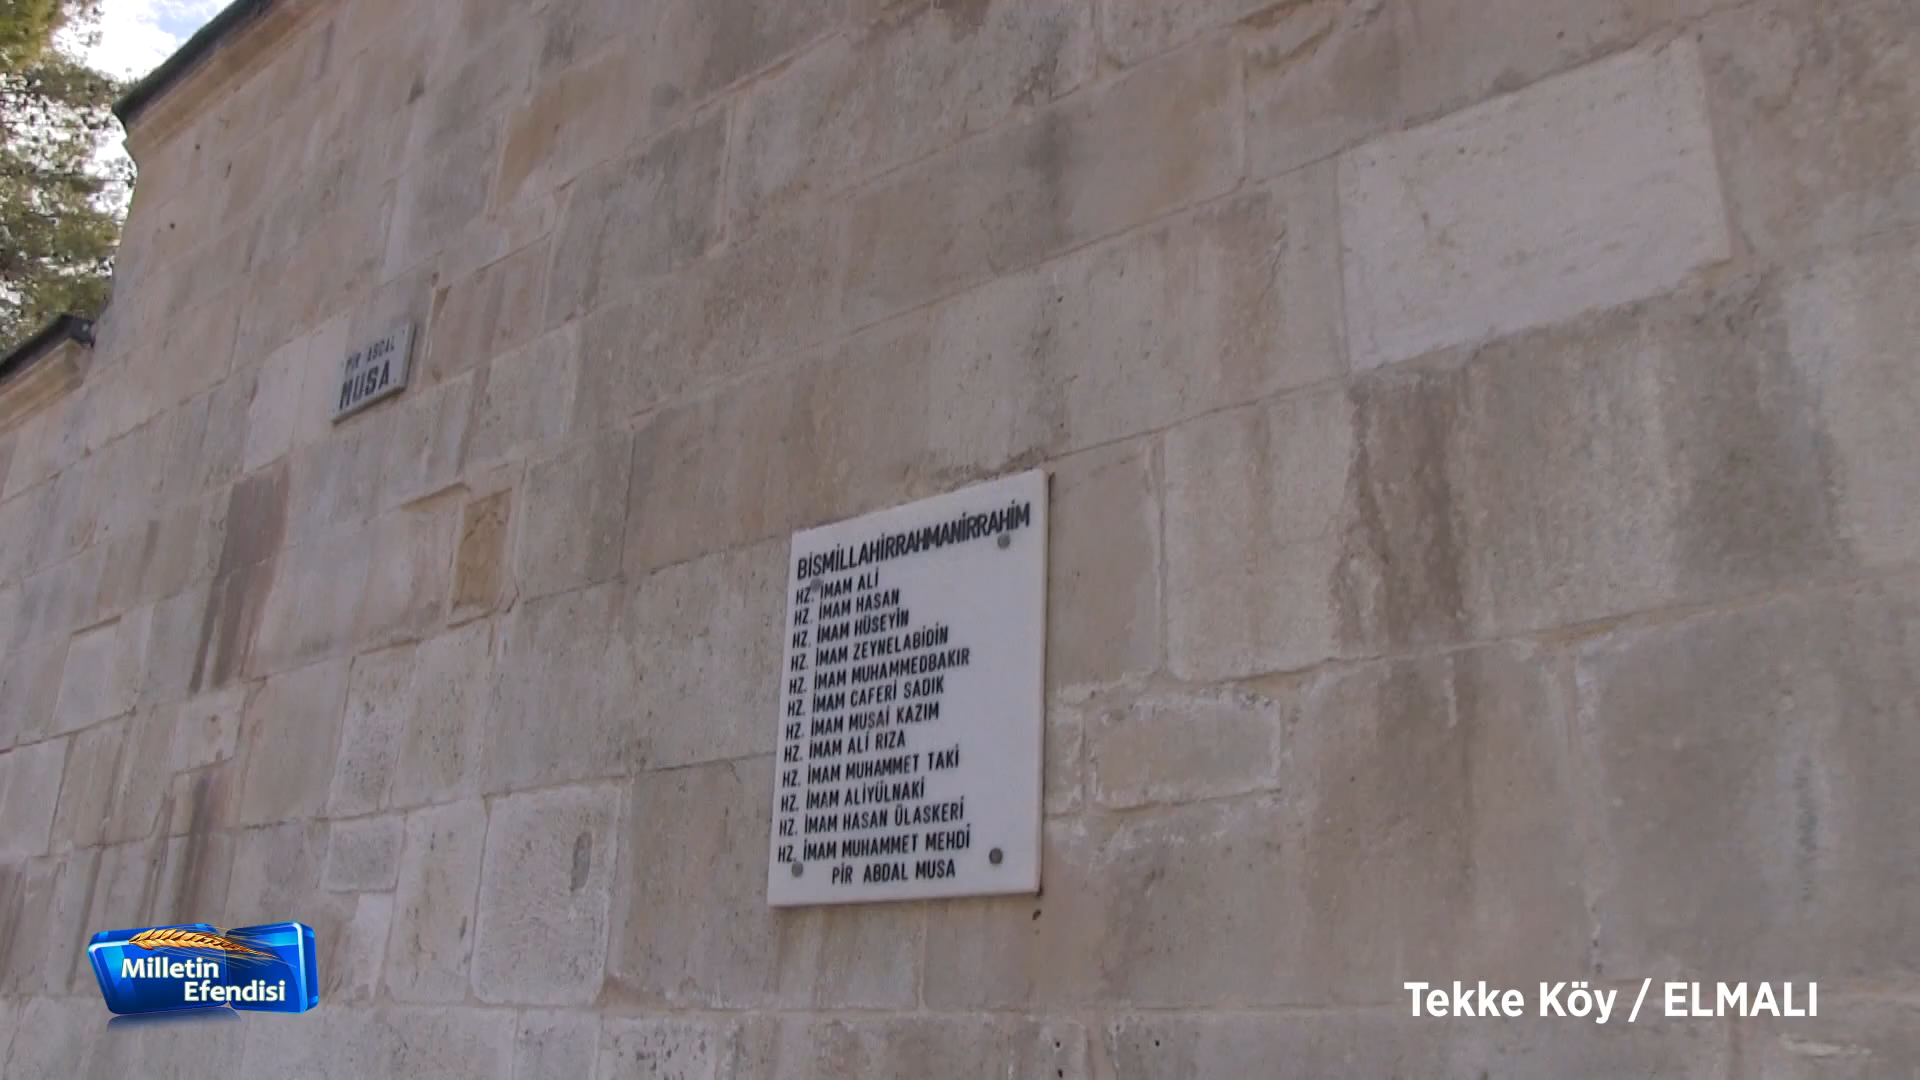 PİR ABDAL
MUSA
BİSMİLLAHİRRAHMANİRRAHİM
HZ. İMAM ALİ
HZ. İMAM HASAN
HZ. İMAM HÜSEYİN
HZ. İMAM ZEYNELABİDİN
HZ. İMAM MUHAMMEDBAKIR
HZ. İMAM CAFERİ SADIK
HZ. İMAM MUSAİ KAZIM
HZ. İMAM ALİ RIZA
HZ. İMAM MUHAMMET TAKİ
HZ. İMAM ALİYÜLNAKİ
HZ. İMAM HASAN ÜLASKERİ
HZ. İMAM MUHAMMET MEHDİ
PİR ABDAL MUSA
Milletin
Efendisi
Tekke Köy / ELMALI